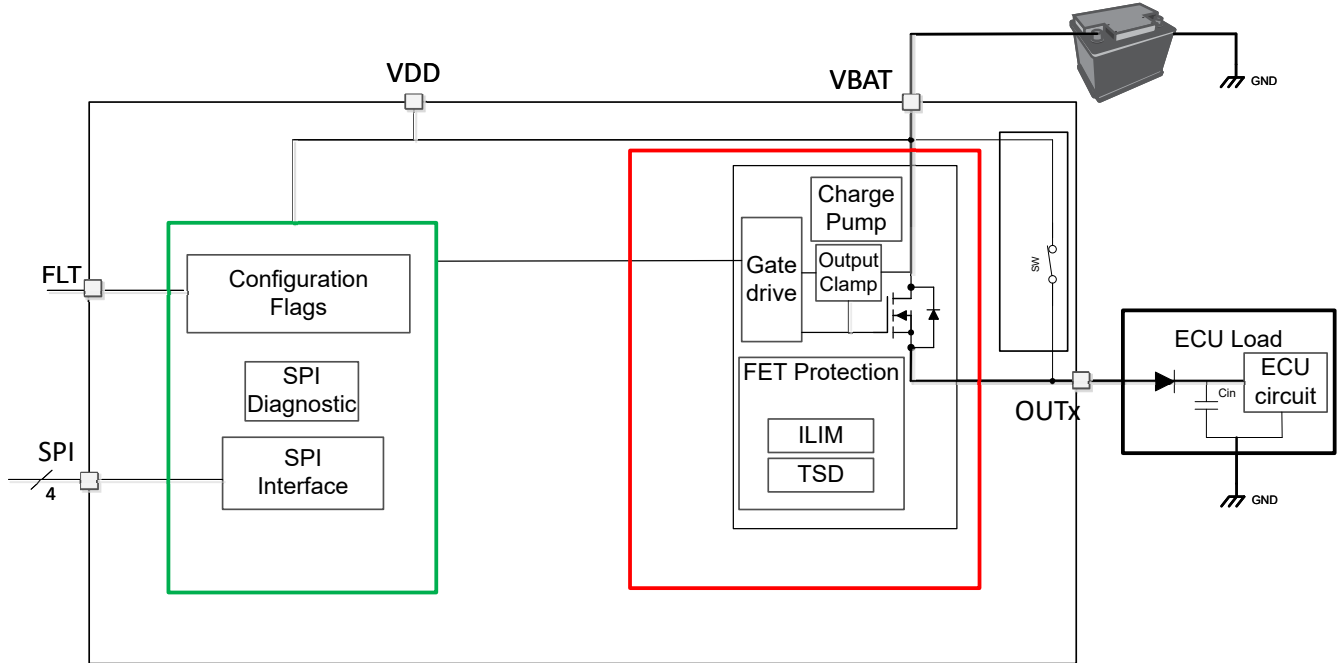 GND
VDD
VBAT
Charge
Pump
Gate
drive
Output
Clamp
SW
FLT
Configuration
Flags
SPI
Diagnostic
FET Protection
ILIM
TSD
ECU Load
ECU
circuit
Cin
OUTx
SPI
4
SPI
Interface
GND